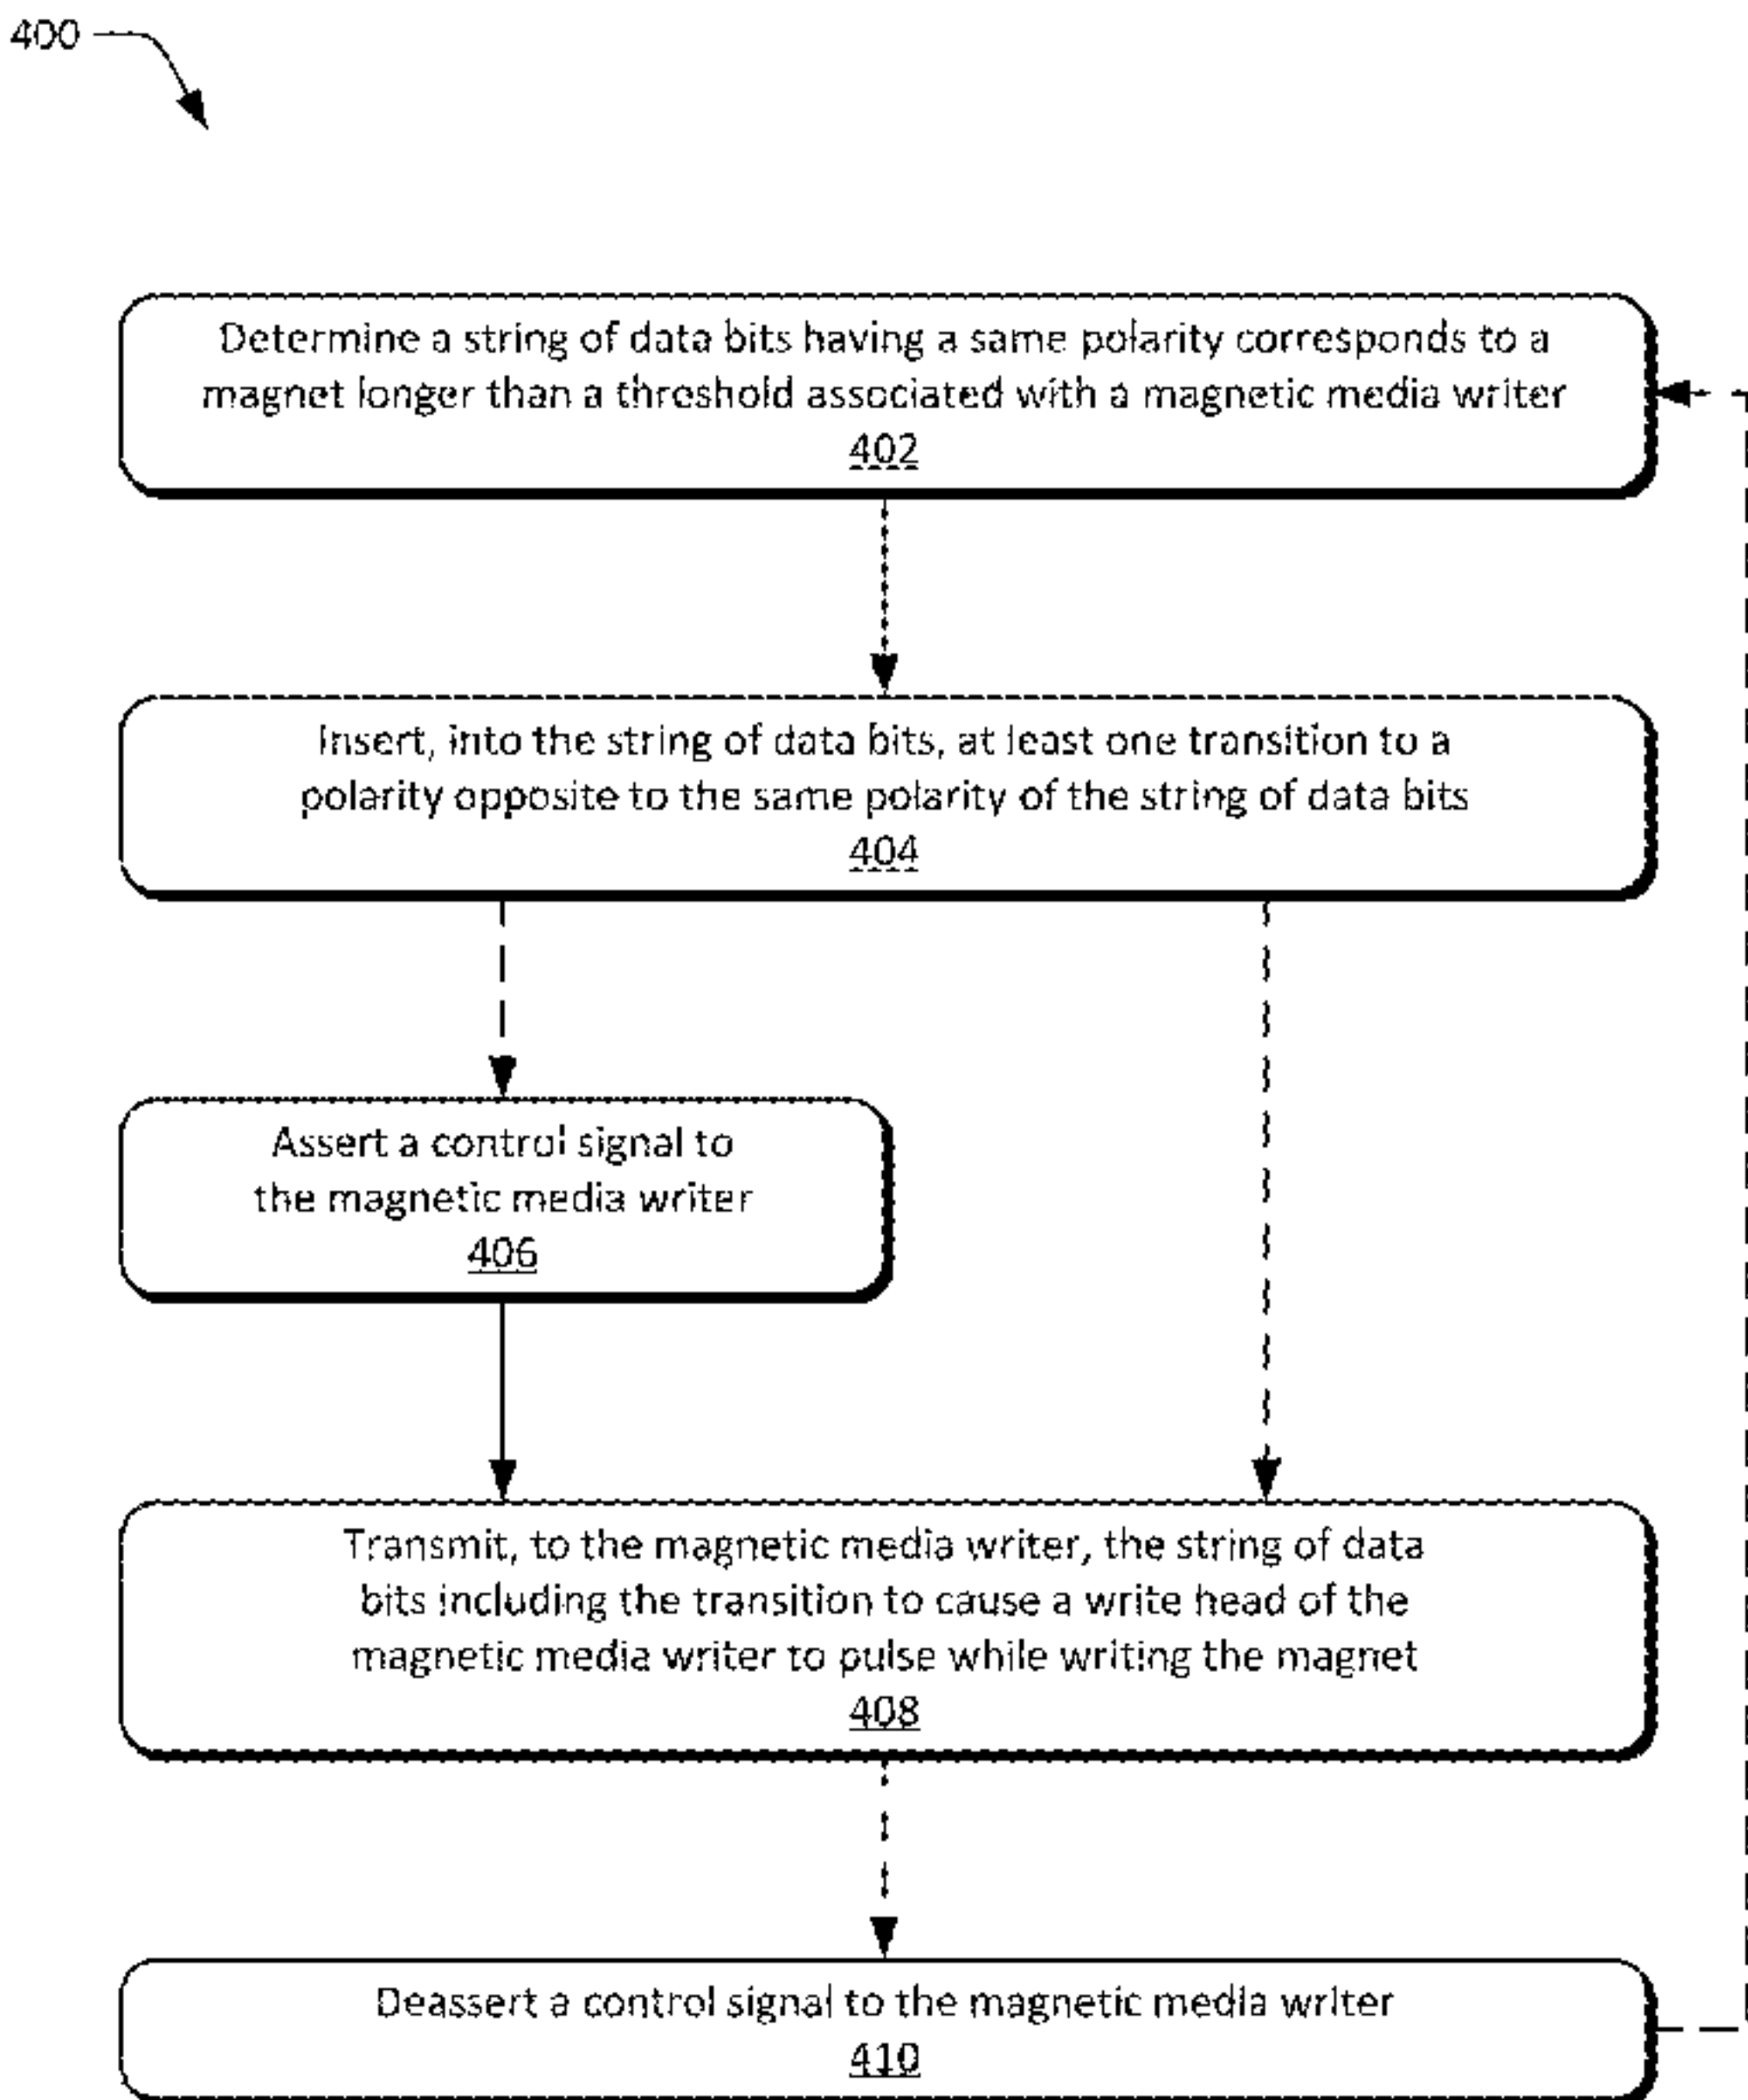 400
Determine a string of data bits having a same polarity corresponds to a
magnet longer than a threshold associated with a magnetic media writer
402
Insert, into the string of data bits, at least one transition to a
polarity opposite to the same polarity of the string of data bits
404
Assert a control signal to
the magnetic media writer
406
Transmit, to the magnetic media writer, the string of data
bits including the transition to cause a write head of the
magnetic media writer to pulse while writing the magnet
408
Deassert a control signal to the magnetic media writer
410